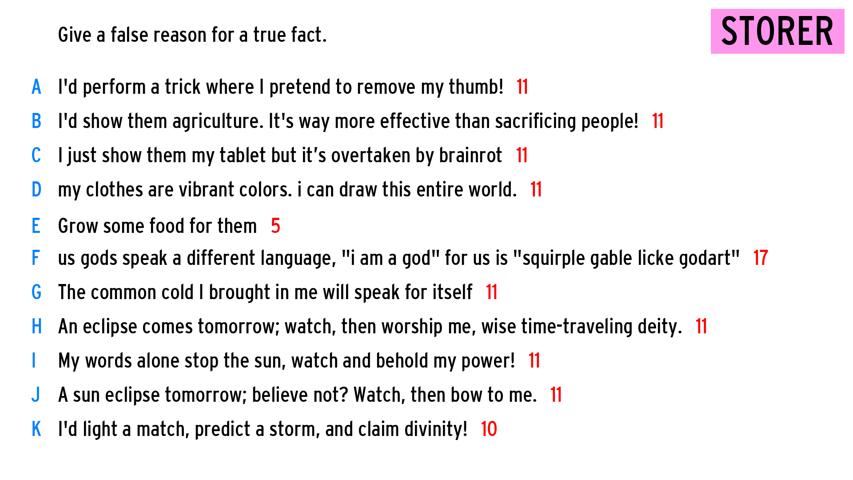 Give a false reason for a true fact.
STORER
A I'd perform a trick where I pretend to remove my thumb! 11
B I'd show them agriculture. It's way more effective than sacrificing people! 11
C I just show them my tablet but it’s overtaken by brainrot 11
D my clothes are vibrant colors. i can draw this entire world. 11
E Grow some food for them 5
F us gods speak a different language, "i am a god" for us is "squirple gable licke godart" 17
G The common cold I brought in me will speak for itself 11
H An eclipse comes tomorrow; watch, then worship me, wise time-traveling deity. 11
I My words alone stop the sun, watch and behold my power! 11
J A sun eclipse tomorrow; believe not? Watch, then bow to me. 11
K I'd light a match, predict a storm, and claim divinity! 10